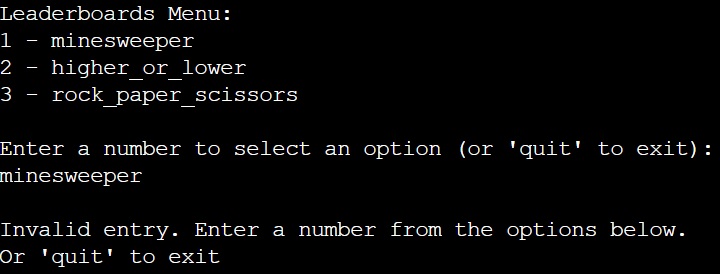 Leaderboards Menu:
1 - minesweeper
2 - higher_or_lower
3 - rock_paper_scissors
Enter a number to select an option (or 'quit' to exit):
minesweeper
Invalid entry. Enter a number from the options below.
Or 'quit' to exit